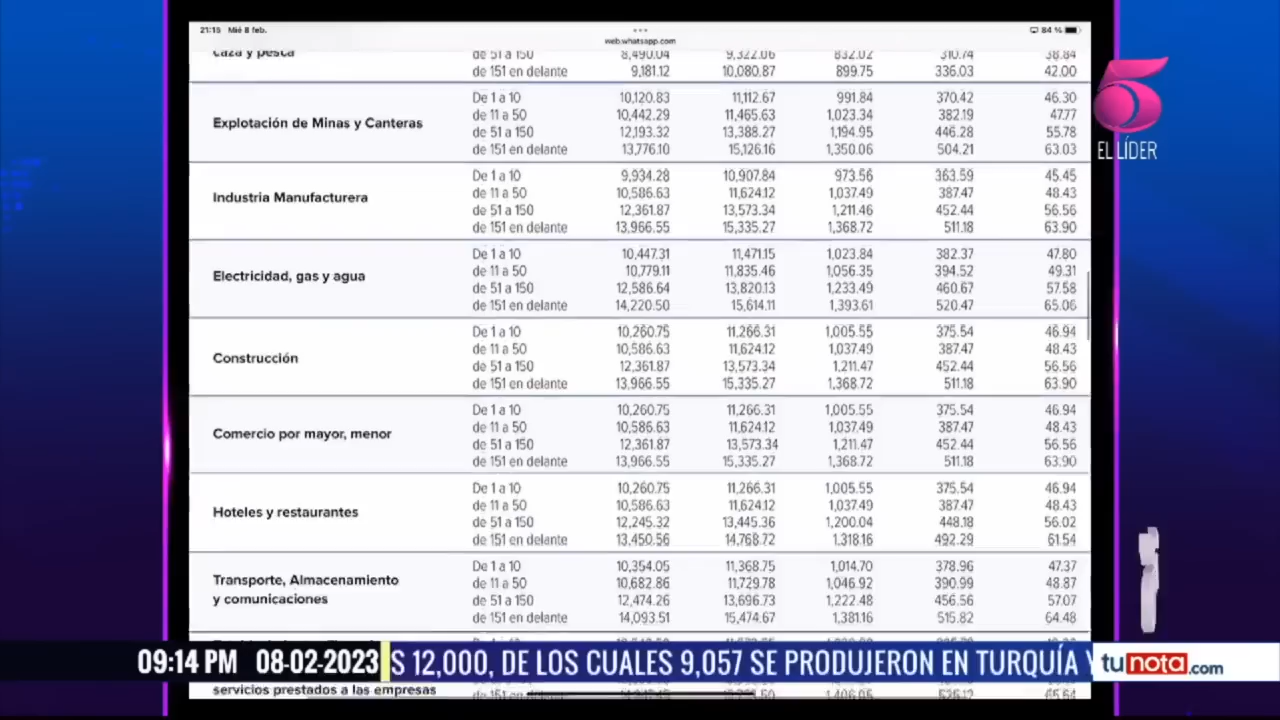 21:15 Mié 8 feb.
web.whatsapp.com
84 %
caza y pesca
de 51 a 150 8,490.04 9,322.06 832.02 310.74 38.84
de 151 en delante 9,181.12 10,080.87 899.75 336.03 42.00
De 1 a 10 10,120.83 11,112.67 991.84 370.42 46.30
de 11 a 50 10,442.29 11,465.63 1,023.34 382.19 47.77
Explotación de Minas y Canteras
de 51 a 150 12,193.32 13,388.27 1,194.95 446.28 55.78
de 151 en delante 13,776.10 15,126.16 1,350.06 504.21 63.03
De 1 a 10 9,934.28 10,907.84 973.56 363.59 45.45
de 11 a 50 10,586.63 11,624.12 1,037.49 387.47 48.43
Industria Manufacturera
de 51 a 150 12,361.87 13,573.34 1,211.46 452.44 56.56
de 151 en delante 13,966.55 15,335.27 1,368.72 511.18 63.90
De 1 a 10 10,447.31 11,471.15 1,023.84 382.37 47.80
de 11 a 50 10,779.11 11,835.46 1,056.35 394.52 49.31
Electricidad, gas y agua
de 51 a 150 12,586.64 13,820.13 1,233.49 460.67 57.58
de 151 en delante 14,220.50 15,614.11 1,393.61 520.47 65.06
De 1 a 10 10,260.75 11,266.31 1,005.55 375.54 46.94
de 11 a 50 10,586.63 11,624.12 1,037.49 387.47 48.43
Construcción
de 51 a 150 12,361.87 13,573.34 1,211.47 452.44 56.56
de 151 en delante 13,966.55 15,335.27 1,368.72 511.18 63.90
De 1 a 10 10,260.75 11,266.31 1,005.55 375.54 46.94
de 11 a 50 10,586.63 11,624.12 1,037.49 387.47 48.43
Comercio por mayor, menor
de 51 a 150 12,361.87 13,573.34 1,211.47 452.44 56.56
de 151 en delante 13,966.55 15,335.27 1,368.72 511.18 63.90
De 1 a 10 10,260.75 11,266.31 1,005.55 375.54 46.94
de 11 a 50 10,586.63 11,624.12 1,037.49 387.47 48.43
Hoteles y restaurantes
de 51 a 150 12,245.32 13,445.36 1,200.04 448.18 56.02
de 151 en delante 13,450.56 14,768.72 1,318.16 492.29 61.54
De 1 a 10 10,354.05 11,368.75 1,014.70 378.96 47.37
Transporte, Almacenamiento
de 11 a 50 10,682.86 11,729.78 1,046.92 390.99 48.87
y comunicaciones
de 51 a 150 12,474.26 13,696.73 1,222.48 456.56 57.07
de 151 en delante 14,093.51 15,474.67 1,381.16 515.82 64.48
servicios prestados a las empresas
5
EL LÍDER
09:14 PM 08-02-2023 S 12,000, DE LOS CUALES 9,057 SE PRODUJERON EN TURQUÍA Y
tunota.com